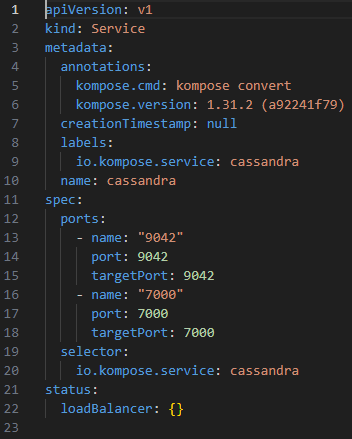 1 apiVersion: v1
2 kind: Service
3 metadata:
4   annotations:
5     kompose.cmd: kompose convert
6     kompose.version: 1.31.2 (a92241f79)
7   creationTimestamp: null
8   labels:
9     io.kompose.service: cassandra
10   name: cassandra
11 spec:
12   ports:
13     - name: "9042"
14       port: 9042
15       targetPort: 9042
16     - name: "7000"
17       port: 7000
18       targetPort: 7000
19   selector:
20     io.kompose.service: cassandra
21 status:
22   loadBalancer: {}
23